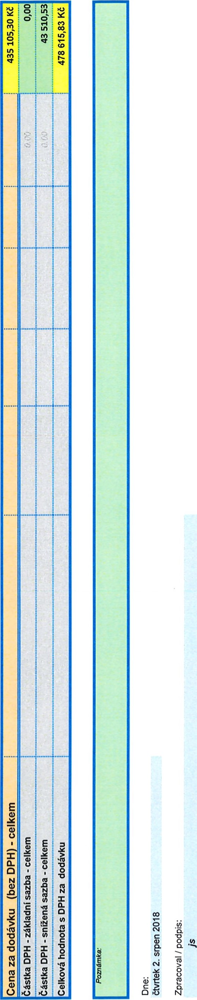 Cena za dodávku (bez DPH) - celkem 435 105,30 Kč
Částka DPH - základní sazba - celkem 0.00 0,00
Částka DPH - snížená sazba - celkem 0.00 43 510,53
Celková hodnota s DPH za dodávku 478 615,83 Kč
Poznámka:
Dne:
čtvrtek 2. srpen 2018
Zpracoval / podpis:
js